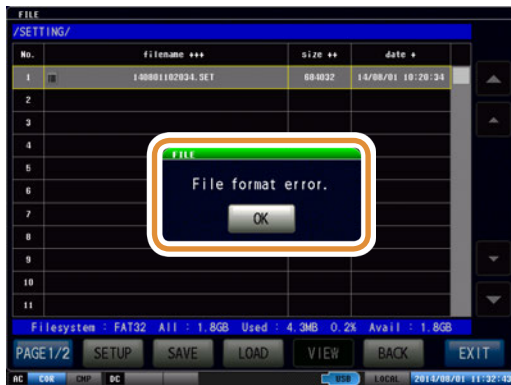 FILE
/SETTING/
No. filename +++ size ++ date +
1 140801102034.SET 684032 14/08/01 10:20:34
2
3
4
FILE
5
File format error.
6
7
OK
8
9
10
11
Filesystem : FAT32 All : 1.8GB Used : 4.3MB 0.2% Avail : 1.8GB
PAGE1/2 SETUP SAVE LOAD VIEW BACK EXIT
AC COR CMP DC USB LOCAL 2014/08/01 11:32:43